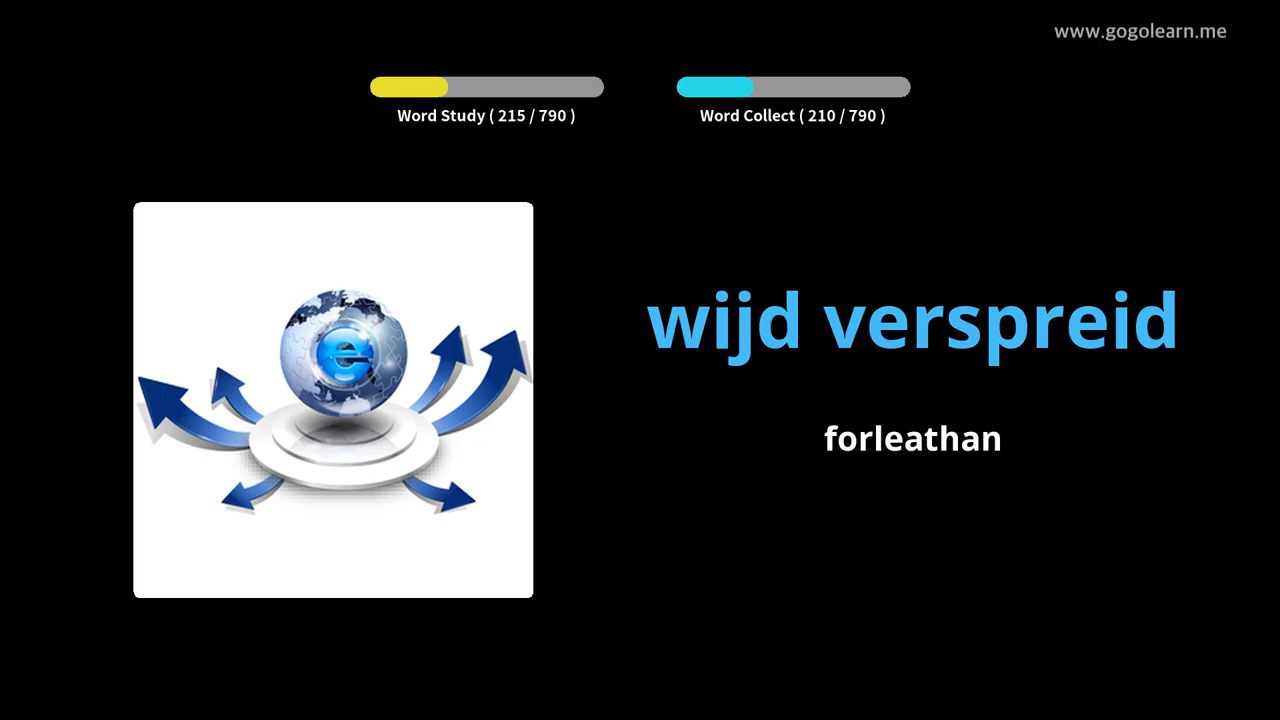 www.gogolearn.me
Word Study ( 215 / 790 )
Word Collect ( 210 / 790 )
e
wijd verspreid
forleathan